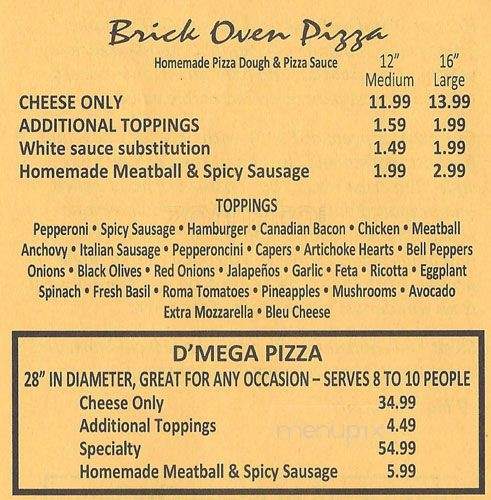 Brick Oven Pizza
Homemade Pizza Dough & Pizza Sauce 12" 16"
Medium Large
CHEESE ONLY 11.99 13.99
ADDITIONAL TOPPINGS 1.59 1.99
White sauce substitution 1.49 1.99
Homemade Meatball & Spicy Sausage 1.99 2.99
TOPPINGS
Pepperoni • Spicy Sausage • Hamburger • Canadian Bacon • Chicken • Meatball
Anchovy • Italian Sausage • Pepperoncini • Capers • Artichoke Hearts • Bell Peppers
Onions • Black Olives • Red Onions • Jalapeños • Garlic • Feta • Ricotta • Eggplant
Spinach • Fresh Basil • Roma Tomatoes • Pineapples • Mushrooms • Avocado
Extra Mozzarella • Bleu Cheese
D'MEGA PIZZA
28" IN DIAMETER, GREAT FOR ANY OCCASION – SERVES 8 TO 10 PEOPLE
Cheese Only 34.99
Additional Toppings 4.49
Specialty 54.99
Homemade Meatball & Spicy Sausage 5.99